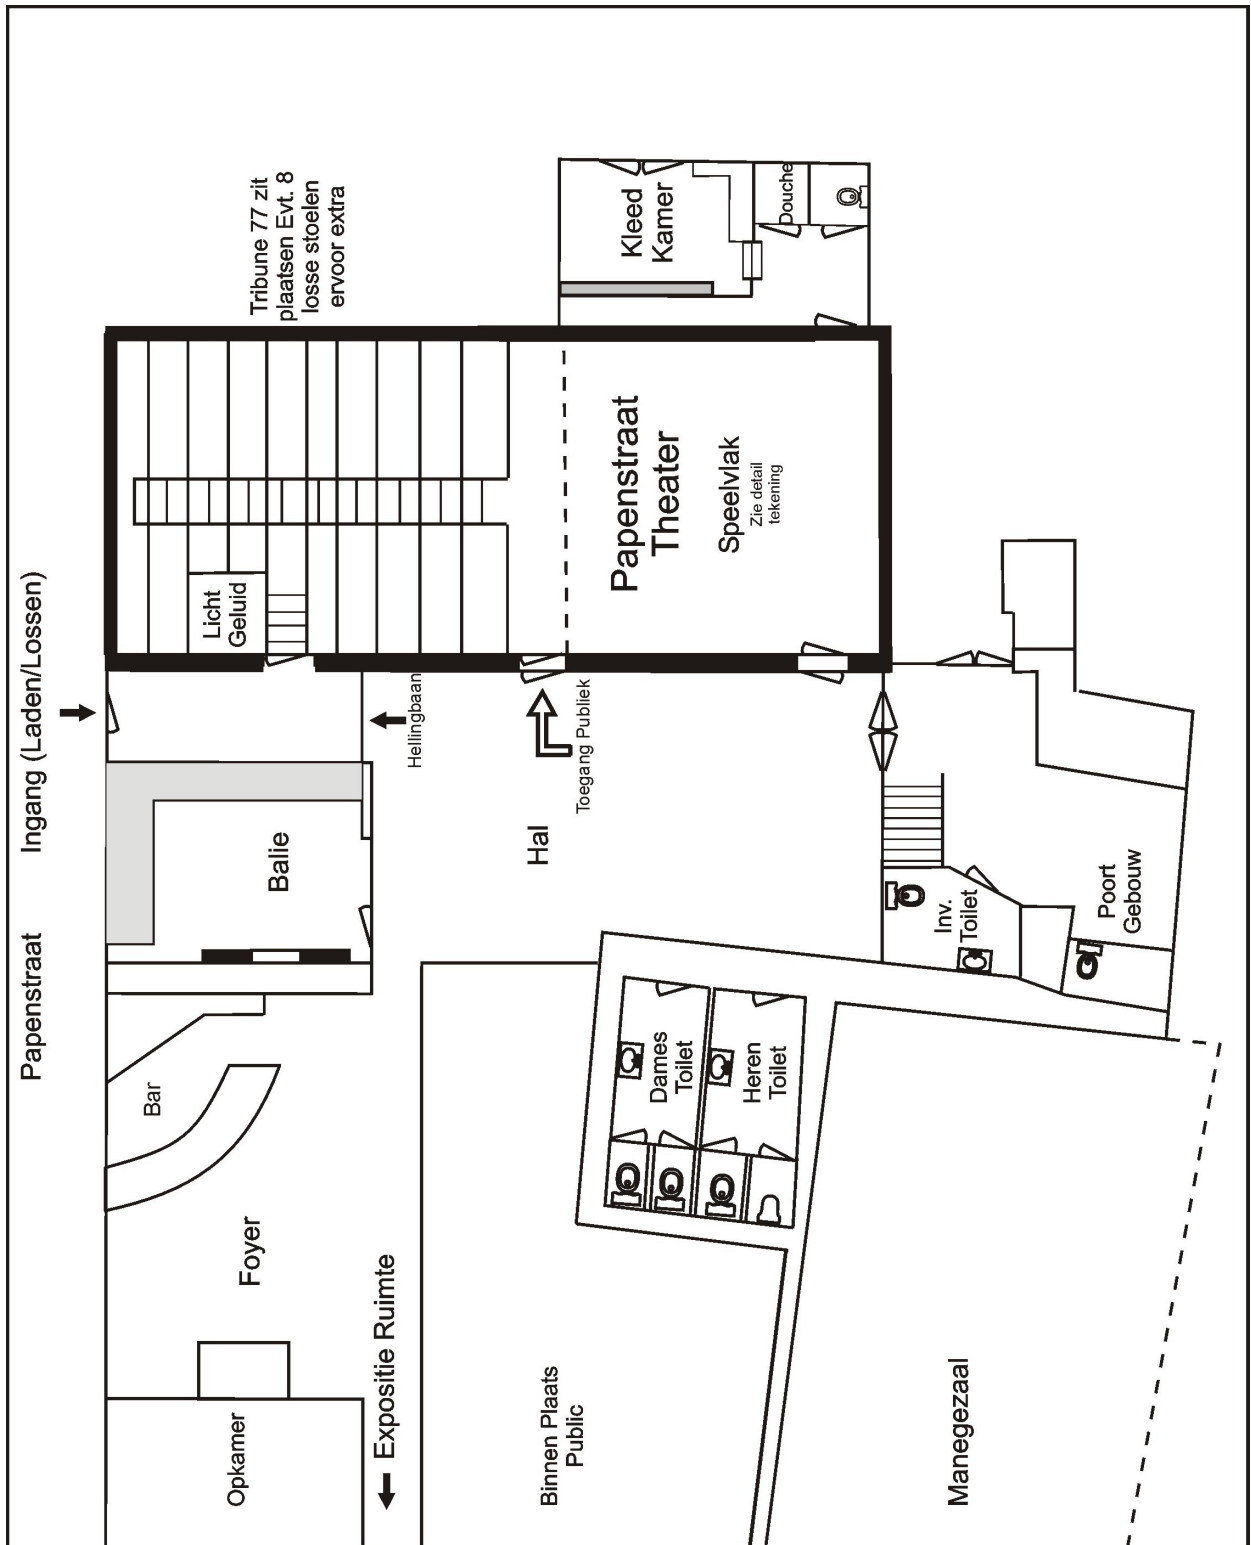 Papenstraat
Ingang (Laden/Lossen)
Tribune 77 zit
plaatsen Evt. 8
losse stoelen
ervoor extra
Kleed
Kamer
Douche
Licht
Geluid
Papenstraat
Theater
Speelvlak
Zie detail
tekening
Hellingbaan
Toegang Publiek
Balie
Hal
Inv.
Toilet
Poort
Gebouw
Bar
Foyer
Dames
Toilet
Heren
Toilet
Opkamer
Expositie Ruimte
Binnen Plaats
Public
Manegezaal